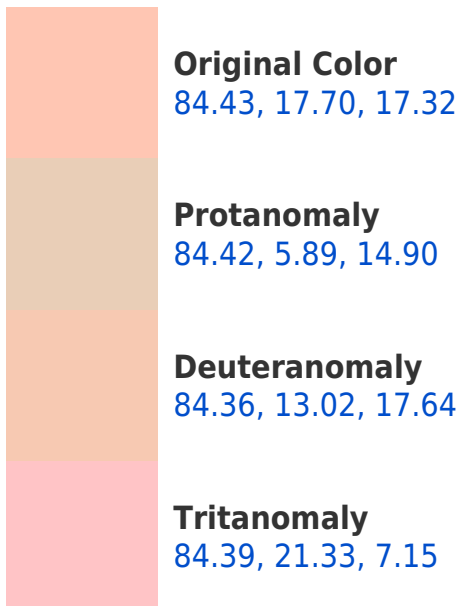 Original Color
84.43, 17.70, 17.32
Protanomaly
84.42, 5.89, 14.90
Deuteranomaly
84.36, 13.02, 17.64
Tritanomaly
84.39, 21.33, 7.15